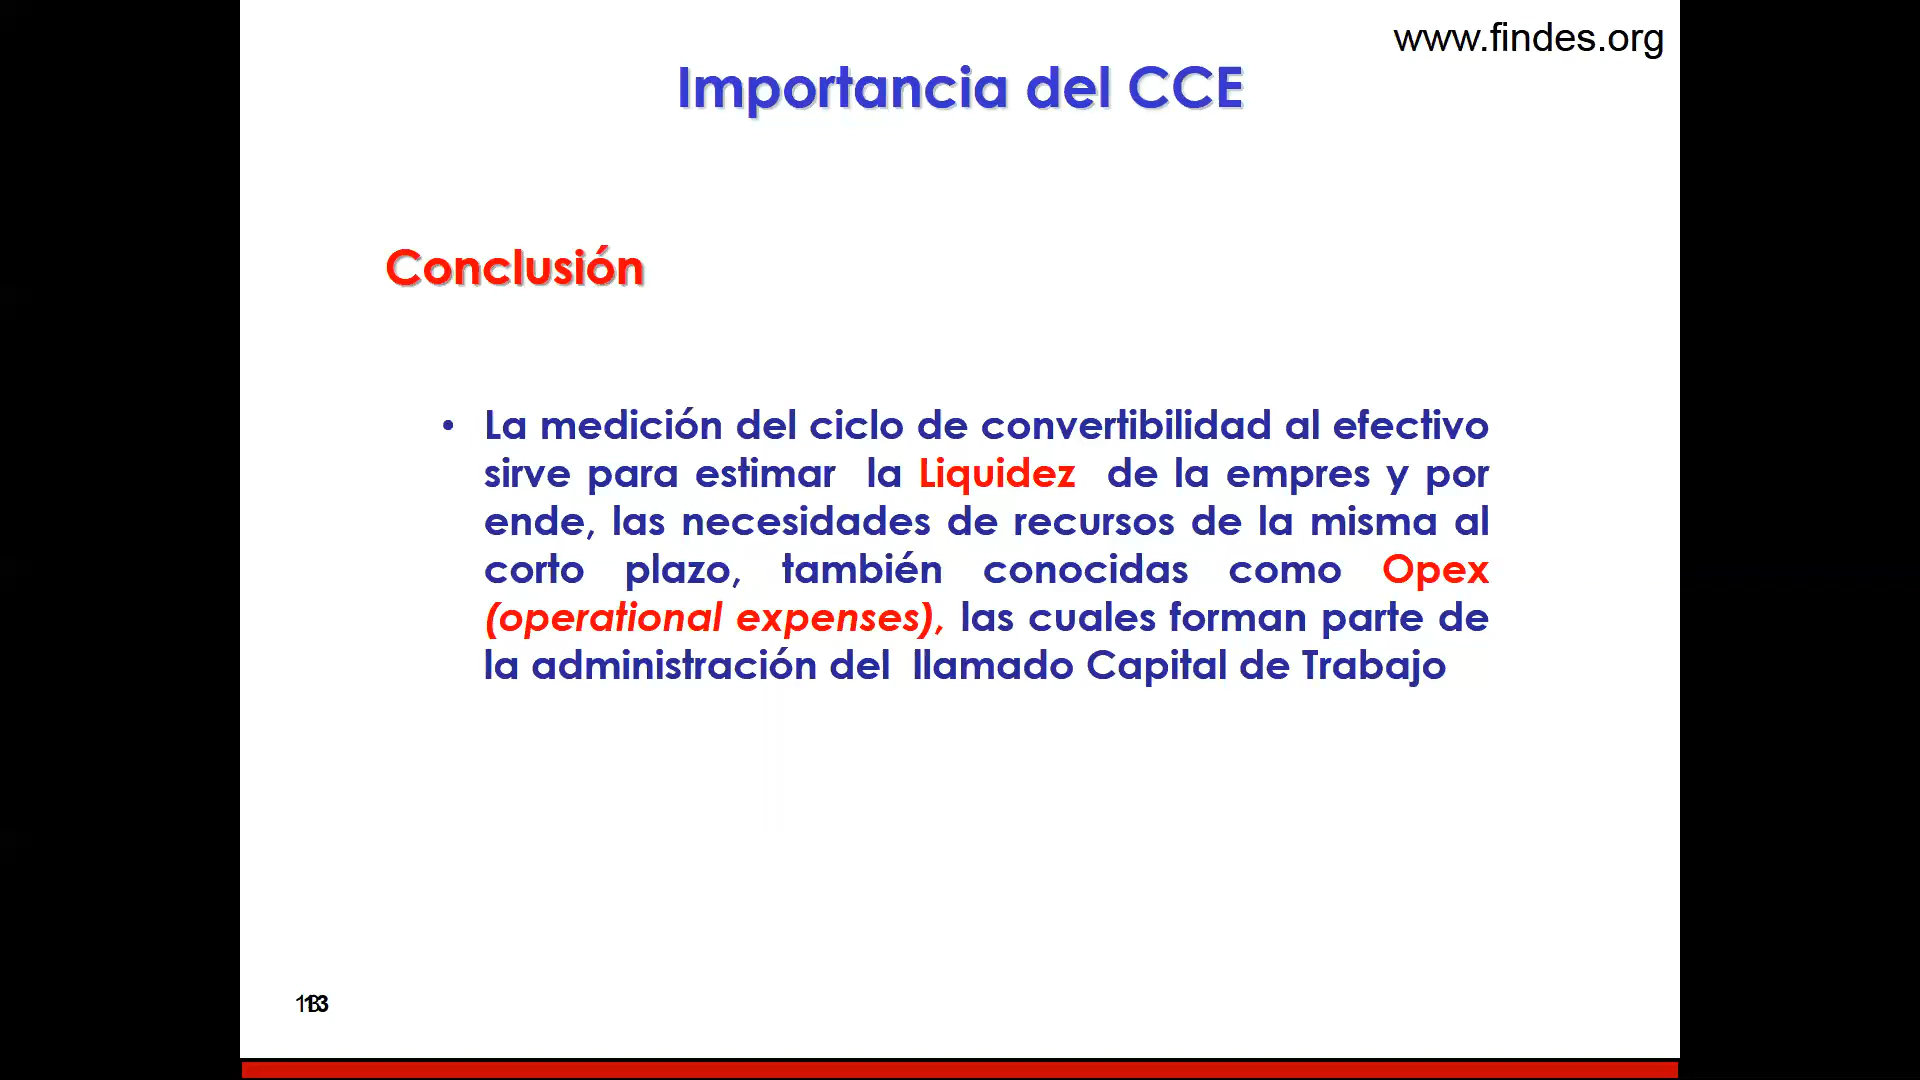 www.findes.org
Importancia del CCE
Conclusión
• La medición del ciclo de convertibilidad al efectivo
sirve para estimar la Liquidez de la empres y por
ende, las necesidades de recursos de la misma al
corto plazo, también conocidas como Opex
(operational expenses), las cuales forman parte de
la administración del llamado Capital de Trabajo
13